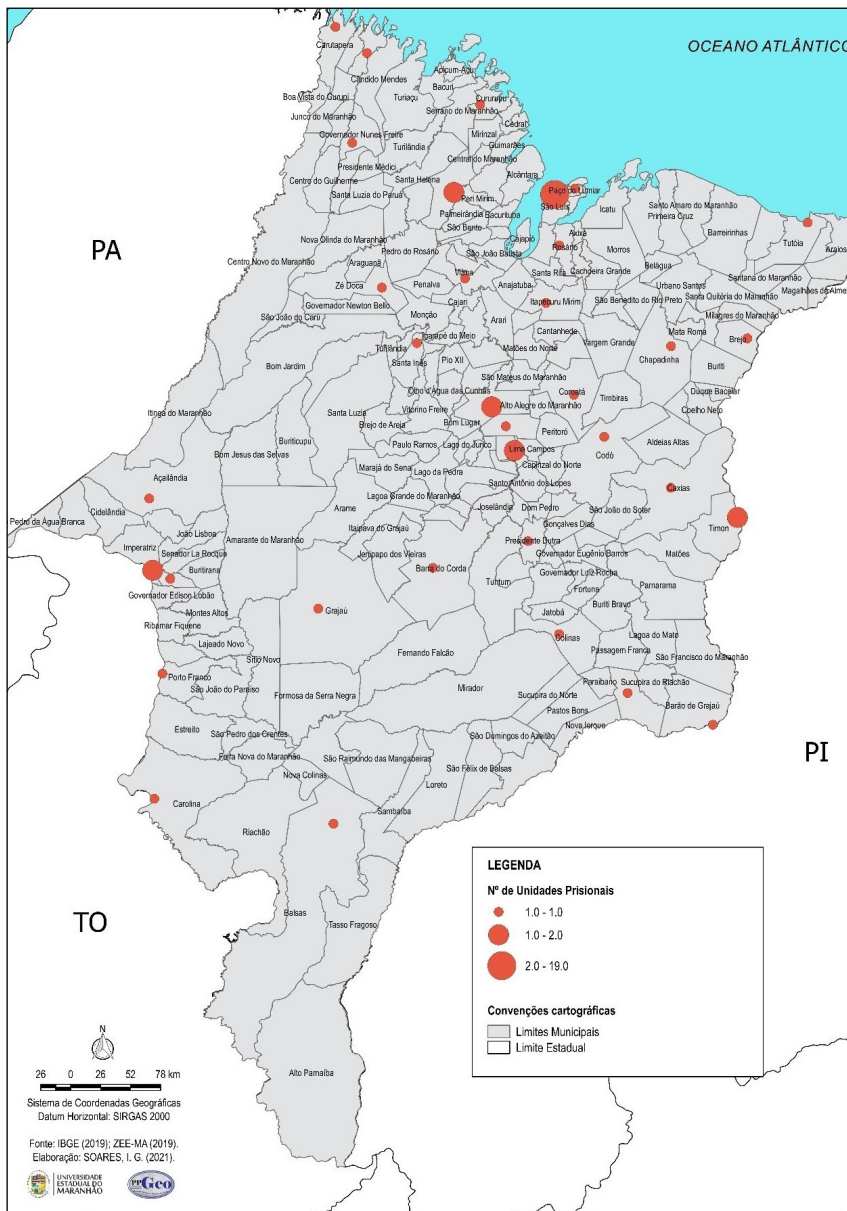 OCEANO ATLÂNTICO
Carutapera
Cândido Mendes
Apicum-Açu
Bacuri
Boa Vista do Gurupi
Turiaçu
Cururupu
Junco do Maranhão
Serrano do Maranhão
Cedral
Governador Nunes Freire
Mirinzal
Turilândia
Guimarães
Presidente Médici
Central do Maranhão
Centro do Guilherme
Santa Helena
Alcântara
Santa Luzia do Paruá
Peri Mirim
Paço do Lumiar
Palmeirândia
Bacurituba
São Luís
Icatu
Santo Amaro do Maranhão
Primeira Cruz
São Bento
PA
Nova Olinda do Maranhão
Cajapió
Axixá
Barreirinhas
Tutóia
Pedro do Rosário
São João Batista
Rosário
Morros
Araioses
Centro Novo do Maranhão
Araguanã
Santa Rita
Cachoeira Grande
Belágua
Viana
Santana do Maranhão
Zé Doca
Penalva
Anajatuba
Urbano Santos
Magalhães de Alme
Cajari
Itapecuru Mirim
São Benedito do Rio Preto
Santa Quitéria do Maranhão
Governador Newton Bello
Monção
Arari
Milagres do Maranhão
São João do Carú
Cantanhede
Mata Roma
Igarapé do Meio
Vargem Grande
Brejo
Tufilândia
Matões do Norte
Chapadinha
Bom Jardim
Santa Inês
Pio XII
Buriti
São Mateus do Maranhão
Olho d'Água das Cunhãs
Coroatá
Duque Bacelar
Itinga do Maranhão
Santa Luzia
Vitorino Freire
Alto Alegre do Maranhão
Timbiras
Coelho Neto
Brejo de Areia
Bom Lugar
Buriticupu
Peritoró
Bom Jesus das Selvas
Paulo Ramos
Lago do Junco
Lima Campos
Codó
Aldeias Altas
Marajá do Sena
Lago da Pedra
Capinzal do Norte
Açailândia
Santo Antônio dos Lopes
Caxias
Lagoa Grande do Maranhão
Arame
Joselândia
Dom Pedro
São João do Soter
Cidelândia
Pedro da Água Branca
Itaipava do Grajaú
Gonçalves Dias
Timon
João Lisboa
Amarante do Maranhão
Presidente Dutra
Imperatriz
Senador La Rocque
Jenipapo dos Vieiras
Governador Eugênio Barros
Matões
Buritirana
Barra do Corda
Governador Luiz Rocha
Tuntum
Parnarama
Governador Edison Lobão
Fortuna
Montes Altos
Grajaú
Jatobá
Buriti Bravo
Ribamar Fiquene
Colinas
Lagoa do Mato
Lajeado Novo
Passagem Franca
Sítio Novo
Fernando Falcão
São Francisco do Maranhão
Porto Franco
Paraibano
Sucupira do Riachão
São João do Paraíso
Formosa da Serra Negra
Mirador
Sucupira do Norte
Barão de Grajaú
Pastos Bons
Estreito
Nova Iorque
São Pedro dos Crentes
São Domingos do Azeitão
PI
Feira Nova do Maranhão
São Raimundo das Mangabeiras
São Félix de Balsas
Nova Colinas
Loreto
Carolina
Sambaíba
Riachão
TO
Balsas
Tasso Fragoso
Alto Parnaíba
LEGENDA
Nº de Unidades Prisionais
1.0 - 1.0
1.0 - 2.0
2.0 - 19.0
Convenções cartográficas
Limites Municipais
Limite Estadual
N
26 0 26 52 78 km
Sistema de Coordenadas Geográficas
Datum Horizontal: SIRGAS 2000
Fonte: IBGE (2019); ZEE-MA (2019).
Elaboração: SOARES, I. G. (2021).
UNIVERSIDADE
ESTADUAL DO
MARANHÃO
PPGeo